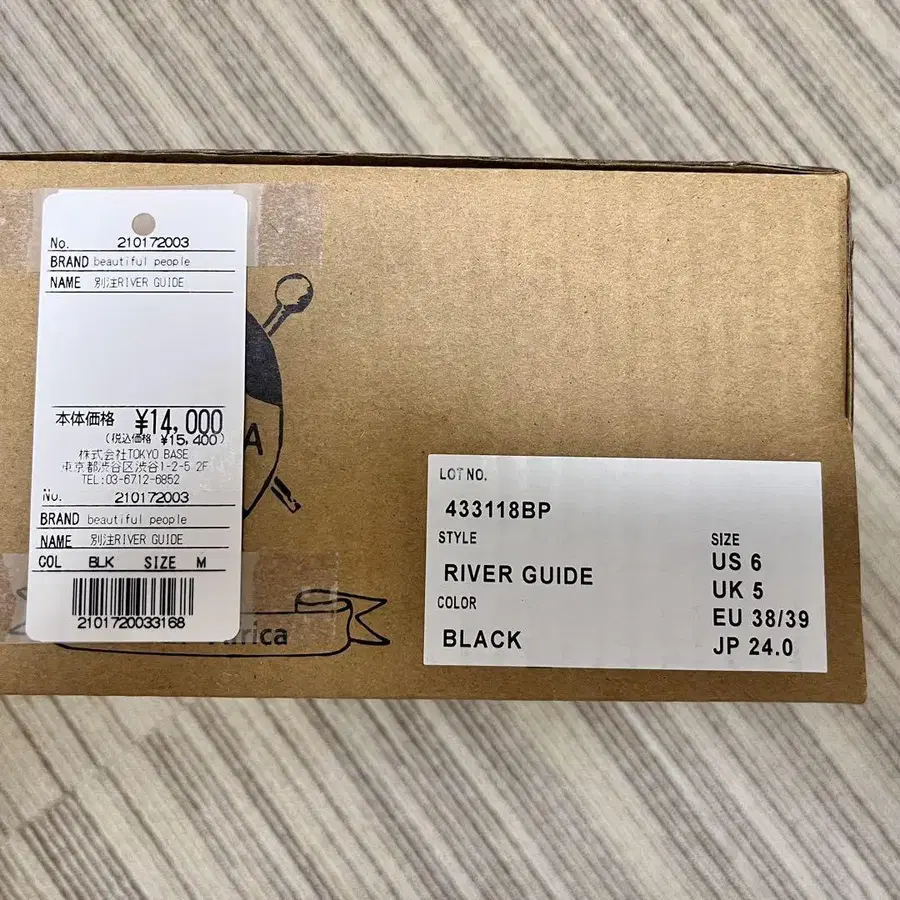 No. 210172003
BRAND beautiful people
NAME 別注RIVER GUIDE
本体価格 ¥14,000
(税込価格 ¥15,400)
株式会社TOKYO BASE
東京都渋谷区渋谷1-2-5 2F
TEL:03-6712-6852
No. 210172003
BRAND beautiful people
NAME 別注RIVER GUIDE
COL BLK SIZE M
2101720033168
A
LOT NO.
433118BP
STYLE
RIVER GUIDE
COLOR
BLACK
SIZE
US 6
UK 5
EU 38/39
JP 24.0